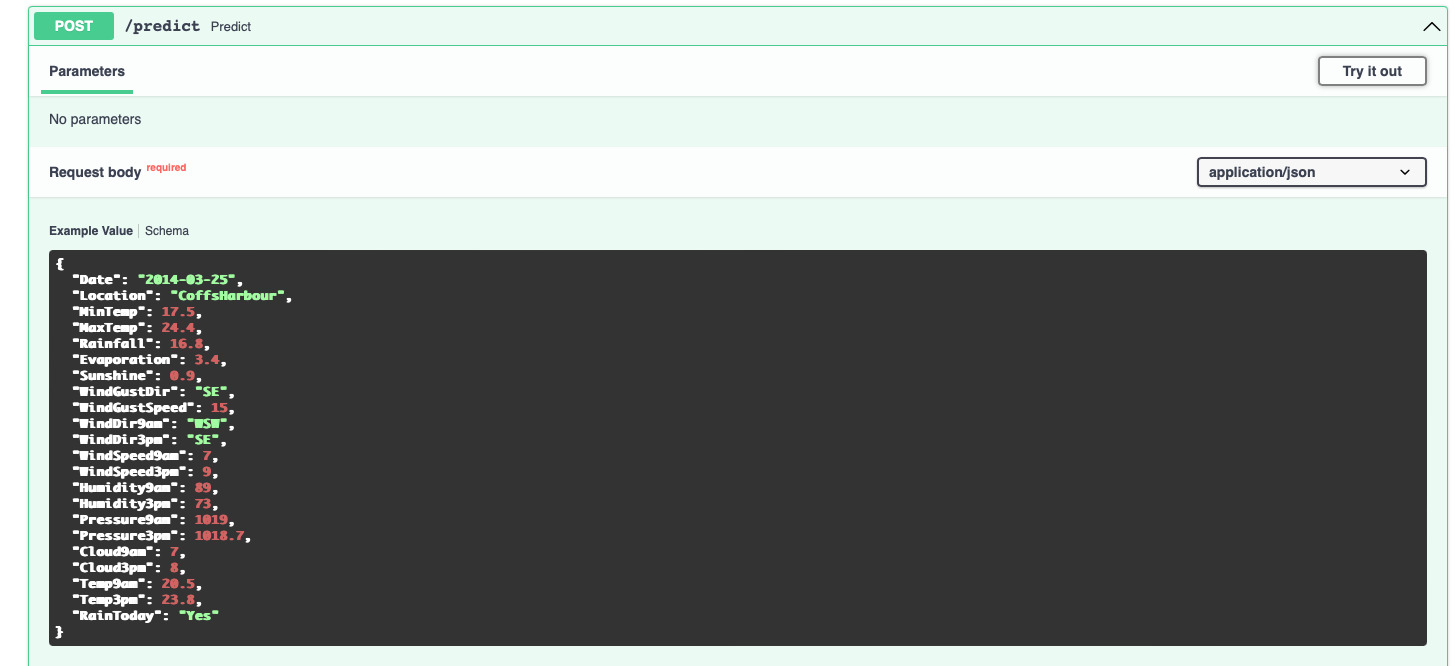 POST /predict Predict
Parameters
Try it out
No parameters
Request body required
application/json
Example Value Schema
{
"Date": "2014-03-25",
"Location": "CoffsHarbour",
"MinTemp": 17.5,
"MaxTemp": 24.4,
"Rainfall": 16.8,
"Evaporation": 3.4,
"Sunshine": 0.9,
"WindGustDir": "SE",
"WindGustSpeed": 15,
"WindDir9am": "WSW",
"WindDir3pm": "SE",
"WindSpeed9am": 7,
"WindSpeed3pm": 9,
"Humidity9am": 89,
"Humidity3pm": 73,
"Pressure9am": 1019,
"Pressure3pm": 1018.7,
"Cloud9am": 7,
"Cloud3pm": 8,
"Temp9am": 20.5,
"Temp3pm": 23.8,
"RainToday": "Yes"
}